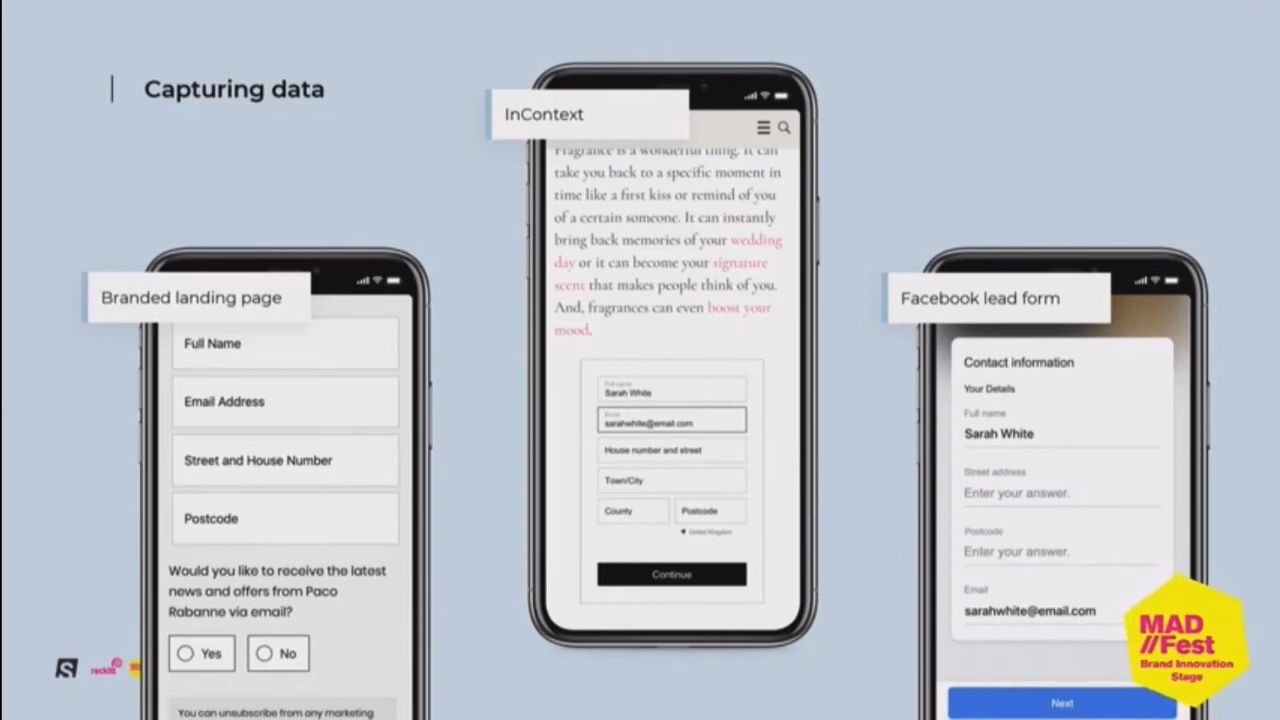 Capturing data
InContext
Fragrance is a wonderful thing. It can
take you back to a specific moment in
time like a first kiss or remind of you
of a certain someone. It can instantly
bring back memories of your wedding
day or it can become your signature
scent that makes people think of you.
And, fragrances can even boost your
mood.
Full name
Sarah White
Email
sarahwhite@email.com
House number and street
Town/City
County
Postcode
United Kingdom
Continue
Branded landing page
Full Name
Email Address
Street and House Number
Postcode
Would you like to receive the latest
news and offers from Paco
Rabanne via email?
Yes
No
You can unsubscribe from any marketing
Facebook lead form
Contact information
Your Details
Full name
Sarah White
Street address
Enter your answer.
Postcode
Enter your answer.
Email
sarahwhite@email.com
Next
S
reckitt
MAD
//Fest
Brand Innovation
Stage